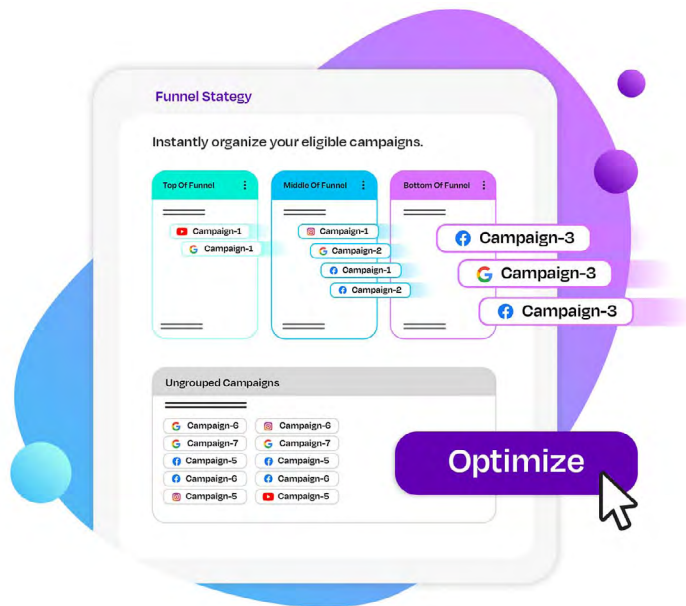 Funnel Stategy
Instantly organize your eligible campaigns.
Top Of Funnel
Middle Of Funnel
Bottom Of Funnel
Campaign-1
Campaign-1
Campaign-1
Campaign-2
Campaign-1
Campaign-2
Campaign-3
Campaign-3
Campaign-3
Ungrouped Campaigns
Campaign-6 Campaign-6
Campaign-7 Campaign-7
Campaign-5 Campaign-5
Campaign-6 Campaign-6
Campaign-5 Campaign-5
Optimize